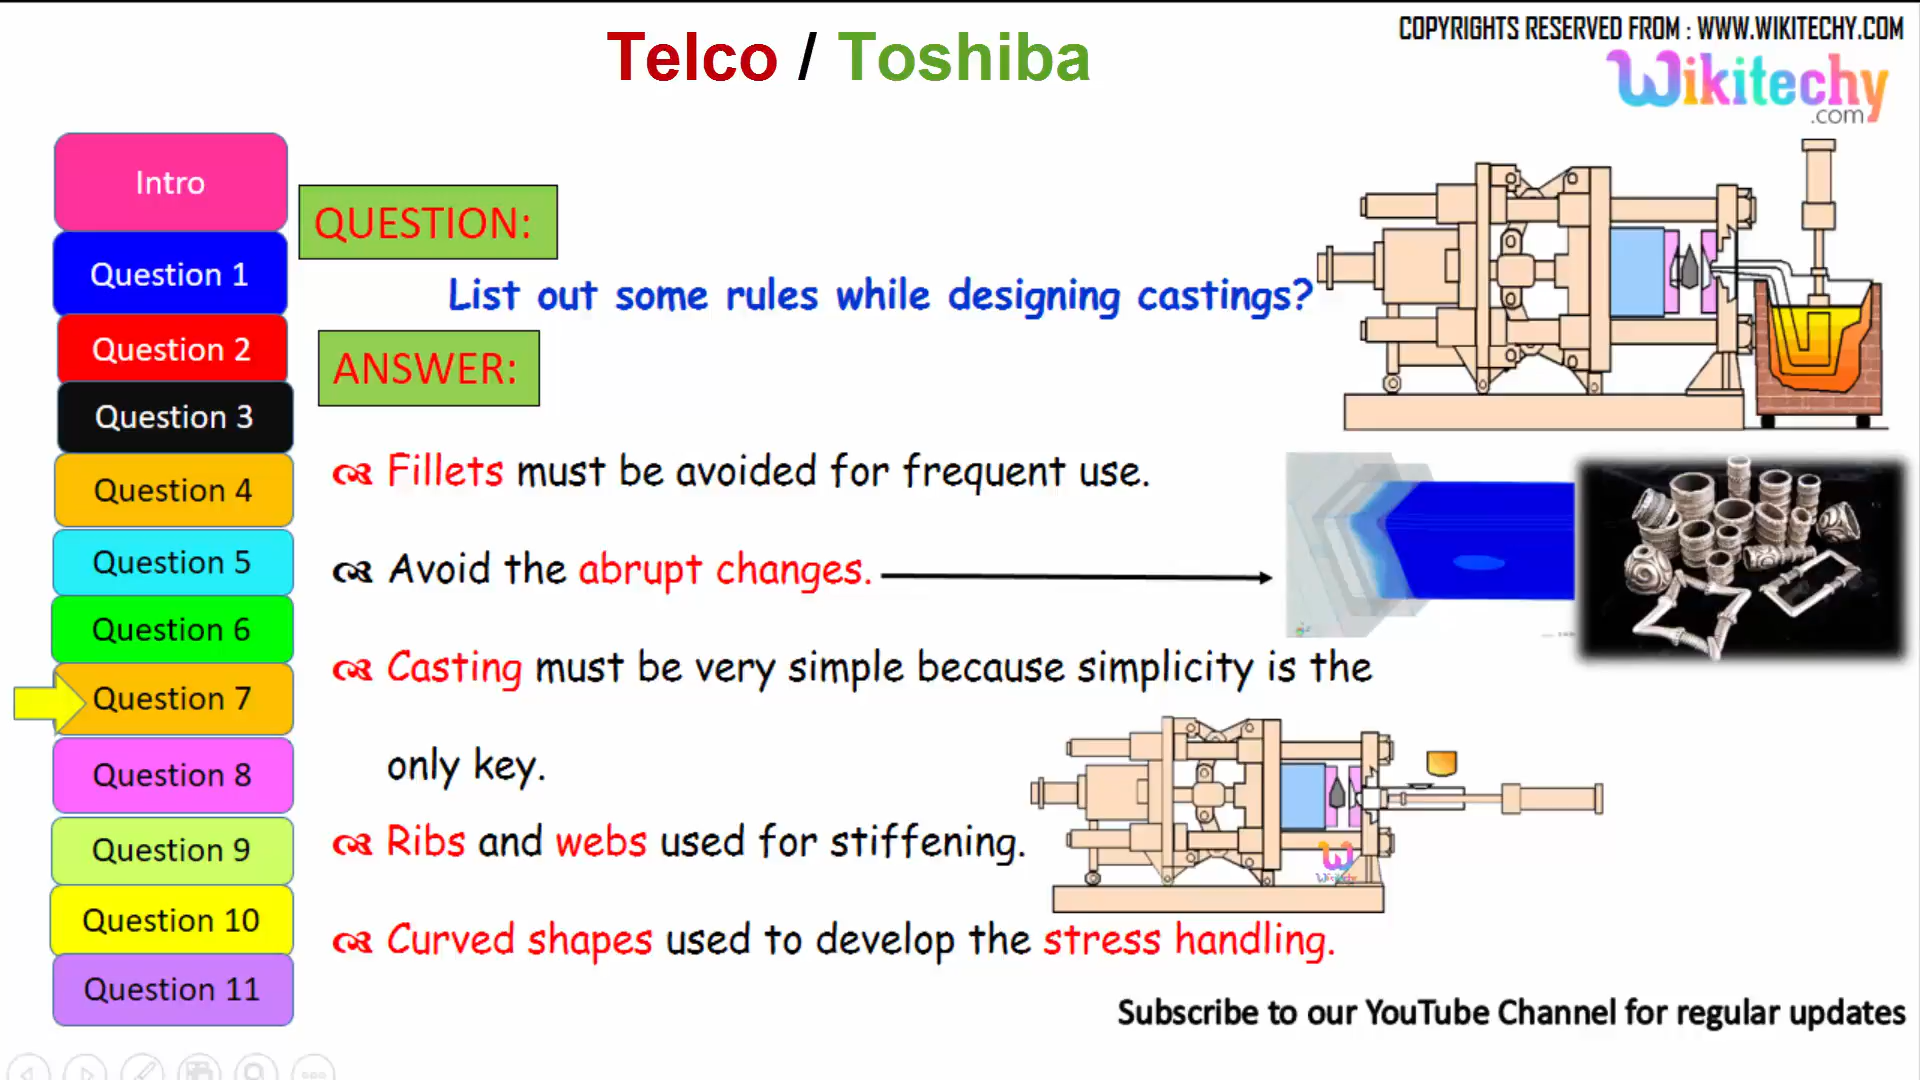 COPYRIGHTS RESERVED FROM : WWW.WIKITECHY.COM
Telco / Toshiba
Wikitechy
.com
Intro
Question 1
Question 2
Question 3
Question 4
Question 5
Question 6
Question 7
Question 8
Question 9
Question 10
Question 11
QUESTION:
List out some rules while designing castings?
ANSWER:
Fillets must be avoided for frequent use.
Avoid the abrupt changes.
Casting must be very simple because simplicity is the
only key.
Ribs and webs used for stiffening.
Wikitechy
Curved shapes used to develop the stress handling.
Subscribe to our YouTube Channel for regular updates